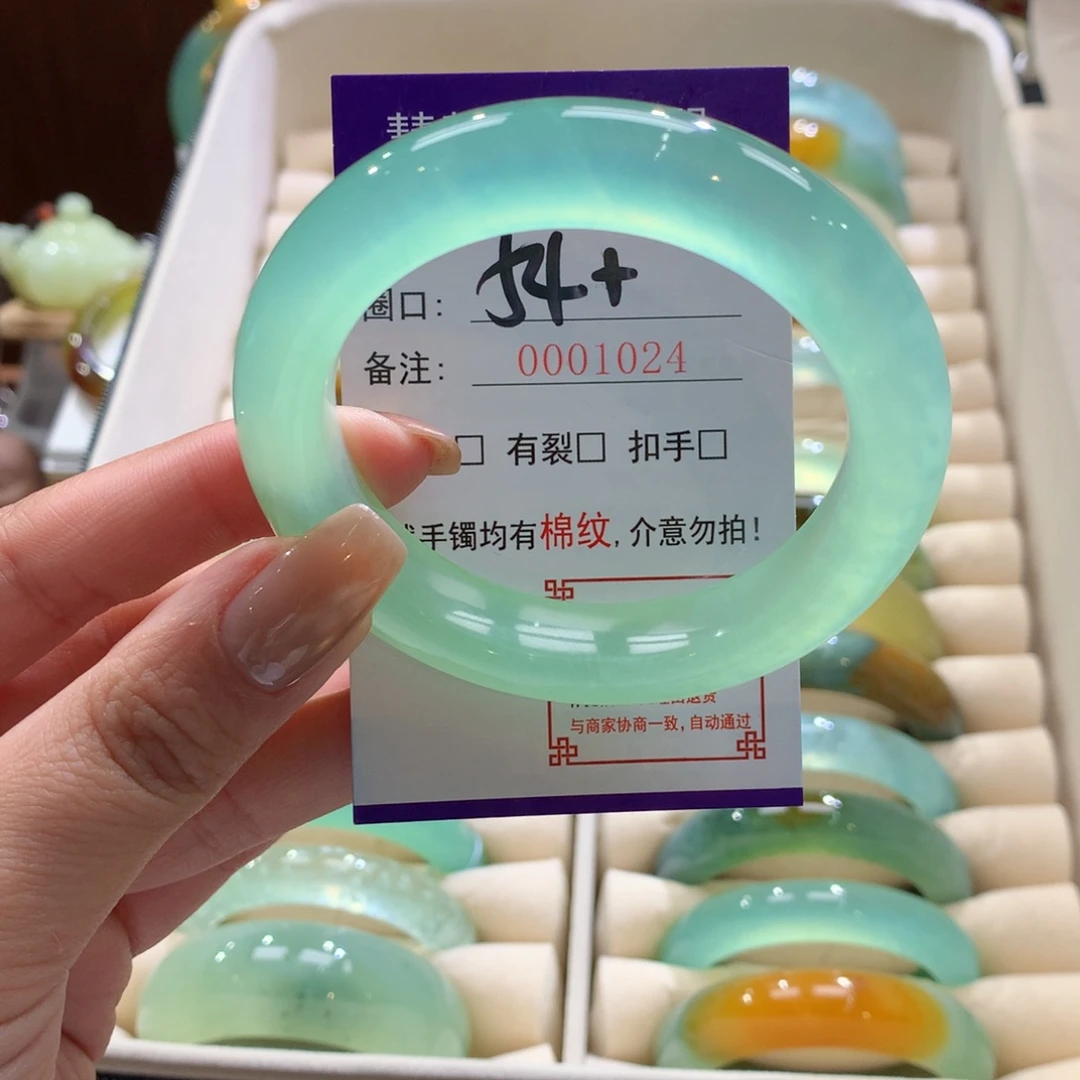 圈口: 54+
备注: 0001024
□ 有裂□ 扣手□
手镯均有棉纹,介意勿拍!
与商家协商一致,自动通过